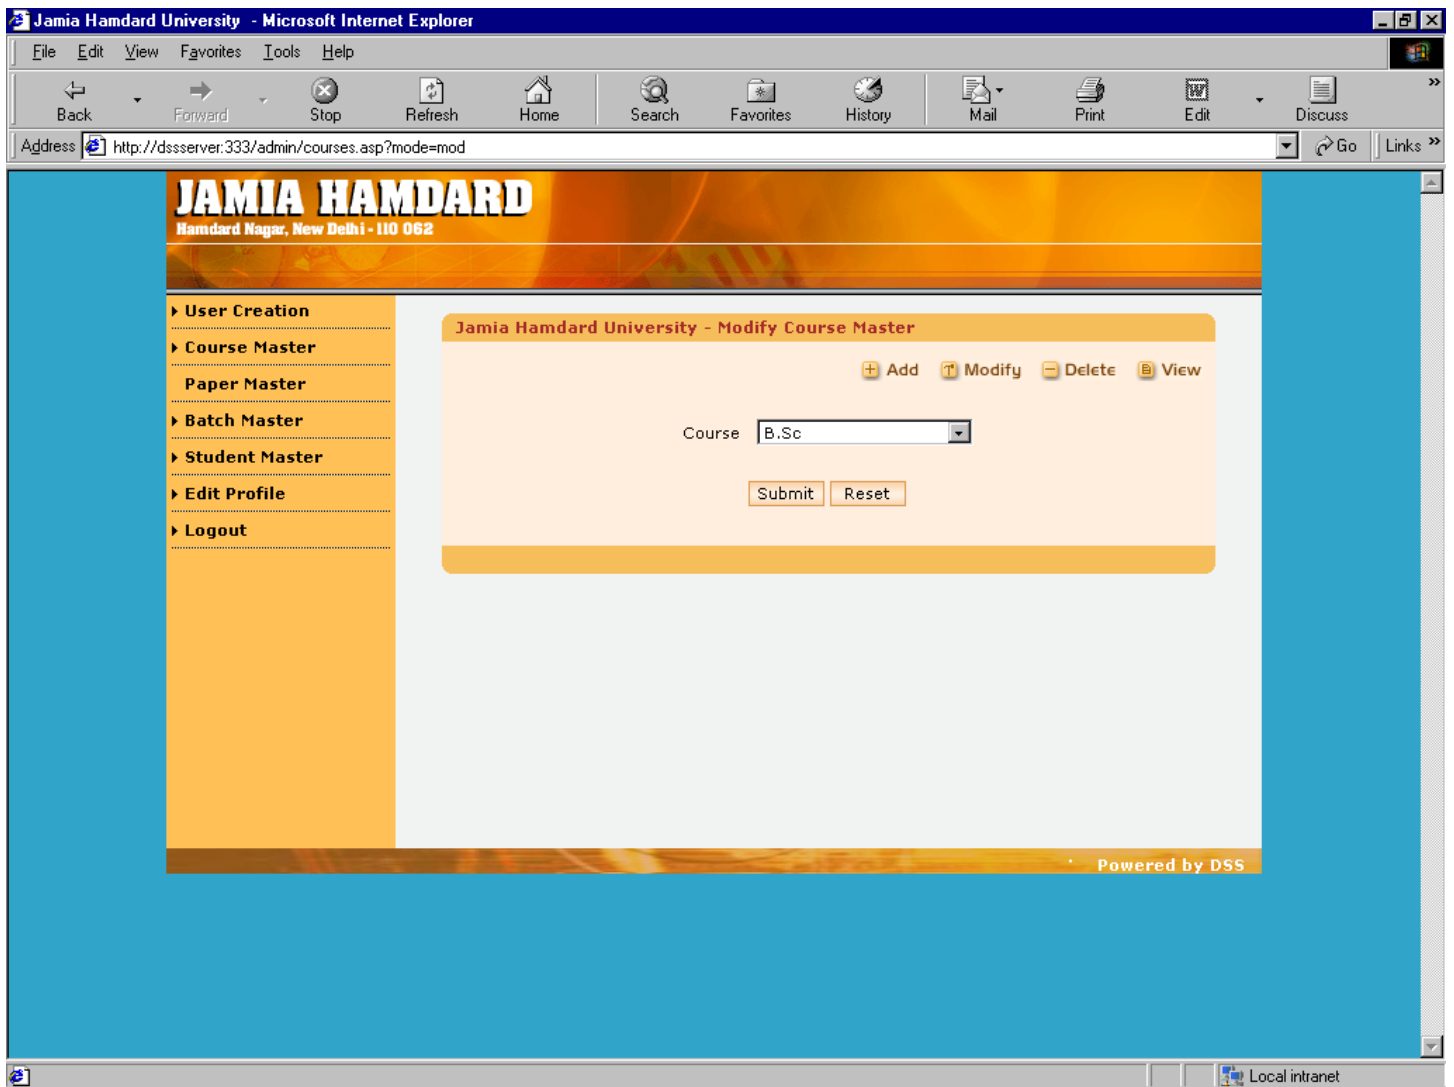 Jamia Hamdard University - Microsoft Internet Explorer
File Edit View Favorites Tools Help
Back Forward Stop Refresh Home Search Favorites History Mail Print Edit Discuss »
Address http://dssserver:333/admin/courses.asp?mode=mod Go Links »
JAMIA HAMDARD
Hamdard Nagar, New Delhi - 110 062
User Creation
Course Master
Paper Master
Batch Master
Student Master
Edit Profile
Logout
Jamia Hamdard University - Modify Course Master
Add Modify Delete View
Course B.Sc
Submit Reset
Powered by DSS
Local intranet